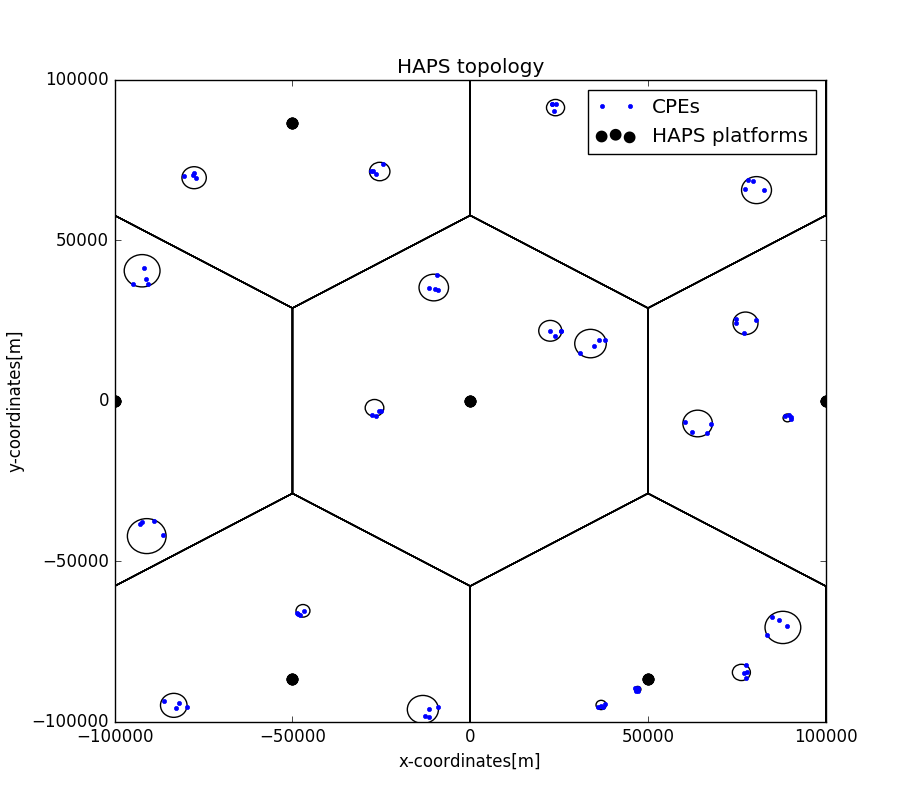 HAPS topology
CPEs
HAPS platforms
100000
50000
0
−50000
−100000
y-coordinates[m]
−100000 −50000 0 50000 100000
x-coordinates[m]